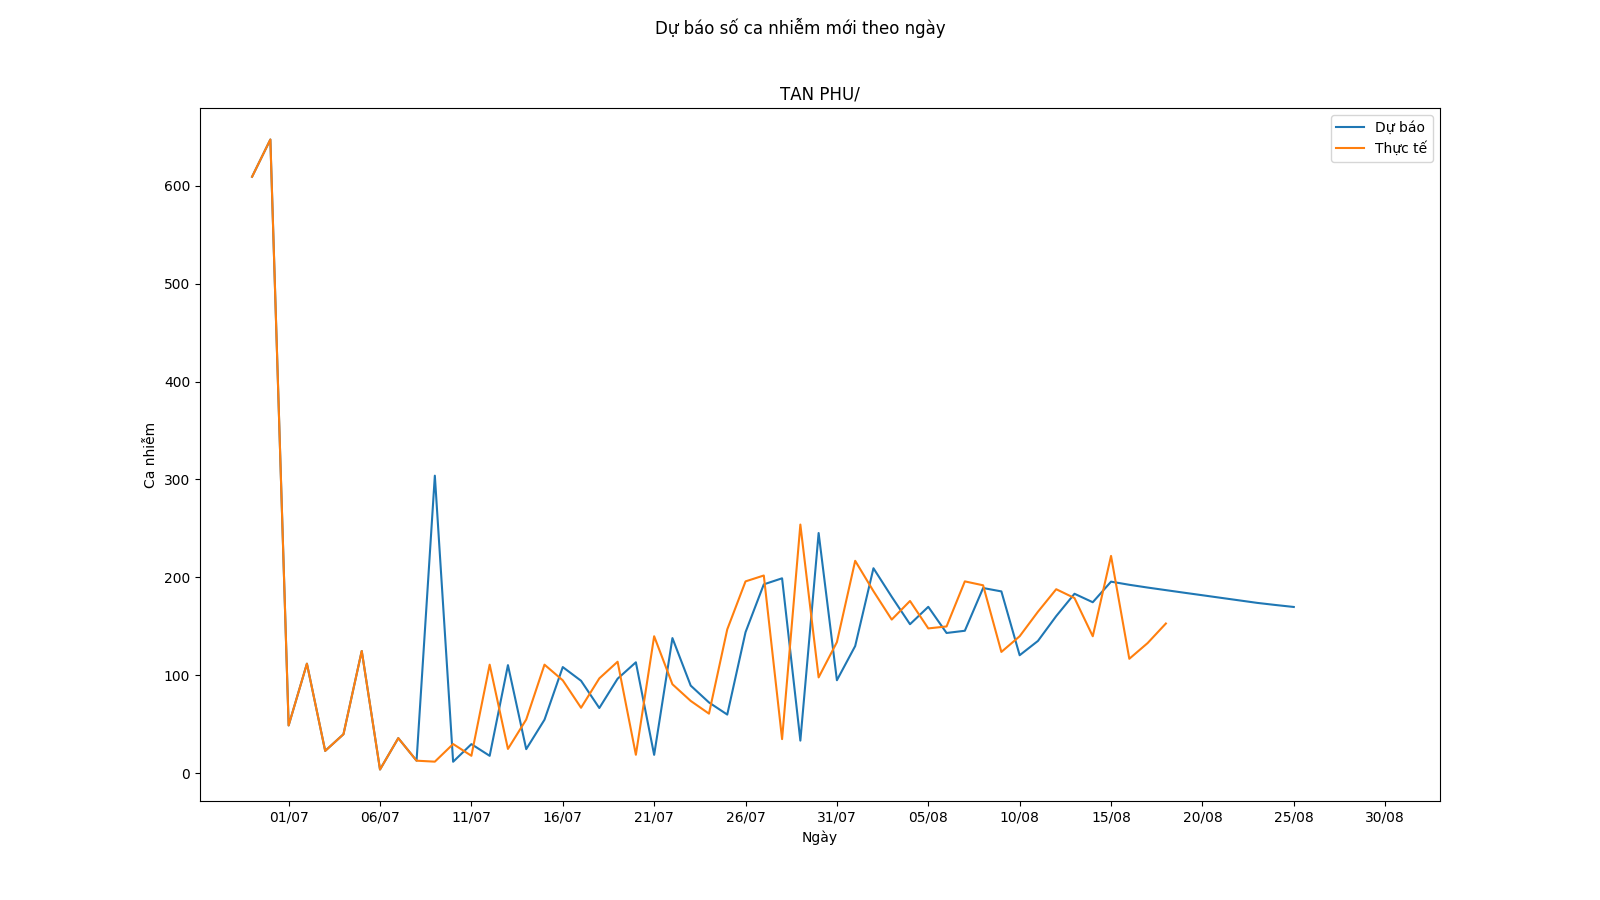 Dự báo số ca nhiễm mới theo ngày
TAN PHU/
Dự báo
Thực tế
600
500
400
300
200
100
0
Ca nhiễm
01/07 06/07 11/07 16/07 21/07 26/07 31/07 05/08 10/08 15/08 20/08 25/08 30/08
Ngày